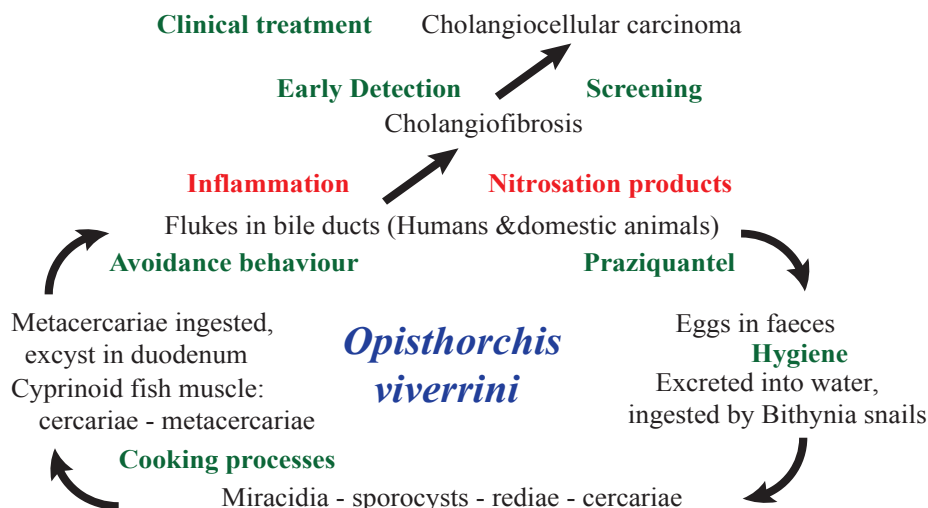 Clinical treatment Cholangiocellular carcinoma
Early Detection Screening
Cholangiofibrosis
Inflammation Nitrosation products
Flukes in bile ducts (Humans &domestic animals)
Avoidance behaviour Praziquantel
Metacercariae ingested,
excyst in duodenum
Cyprinoid fish muscle:
cercariae - metacercariae
Opisthorchis
viverrini
Eggs in faeces
Hygiene
Excreted into water,
ingested by Bithynia snails
Cooking processes
Miracidia - sporocysts - rediae - cercariae